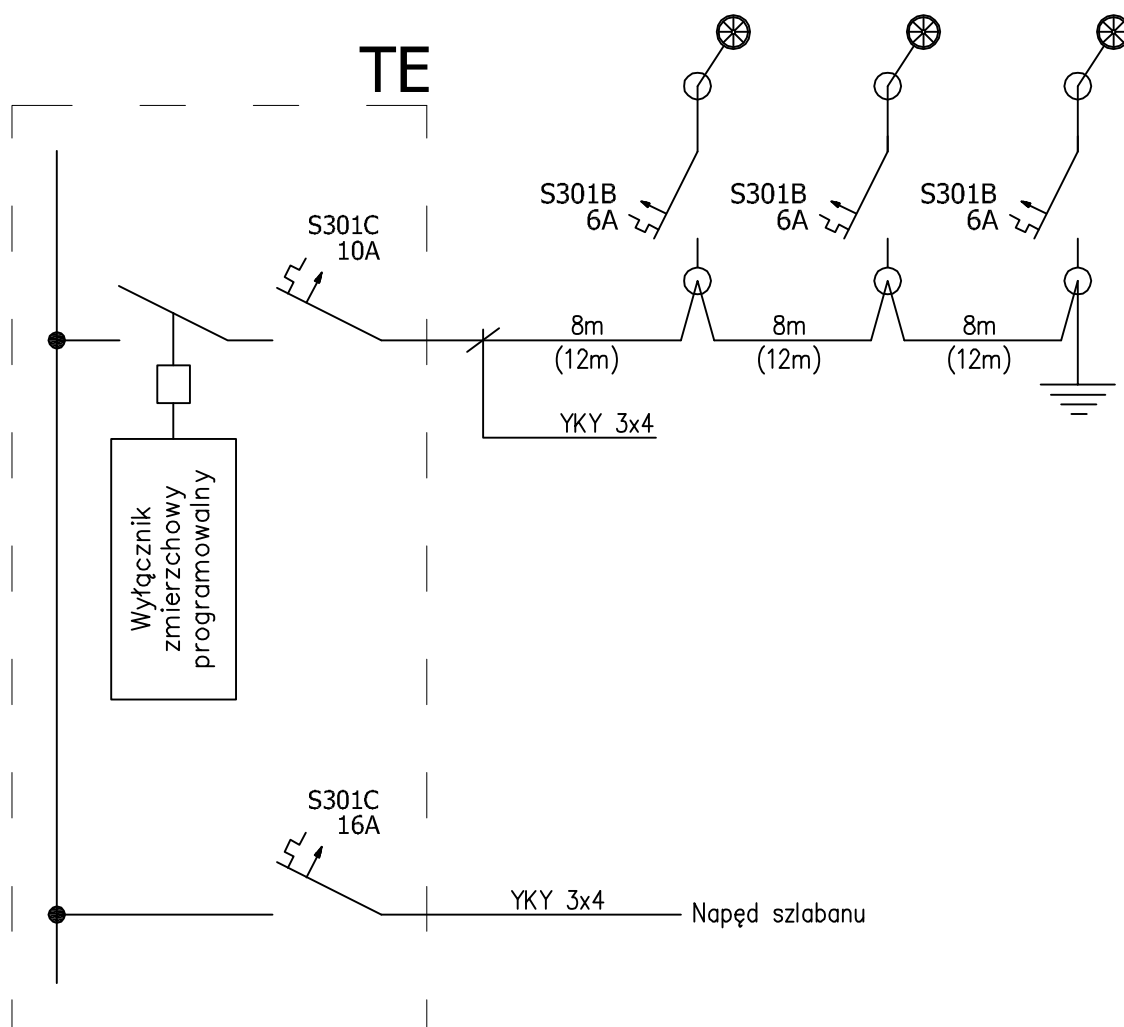 TE
S301B
6A
S301B
6A
S301B
6A
S301C
10A
8m
(12m)
8m
(12m)
8m
(12m)
YKY 3x4
Wyłącznik
zmierzchowy
programowalny
S301C
16A
YKY 3x4
Napęd szlabanu